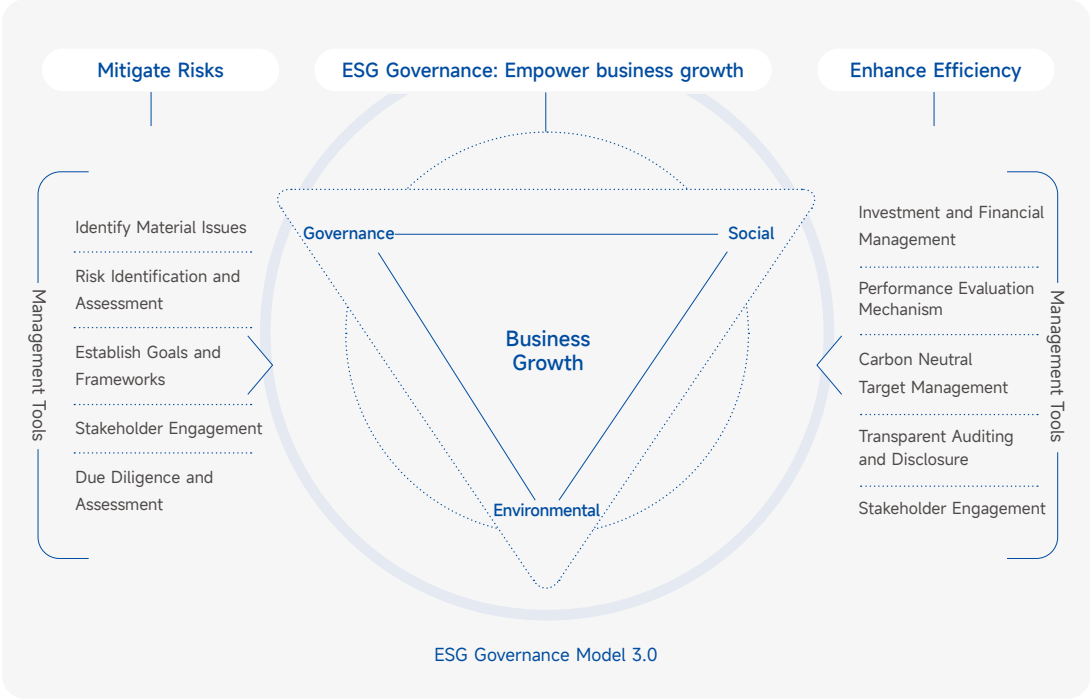 Mitigate Risks
ESG Governance: Empower business growth
Enhance Efficiency
Management Tools
Identify Material Issues
Risk Identification and
Assessment
Establish Goals and
Frameworks
Stakeholder Engagement
Due Diligence and
Assessment
Governance
Social
Business
Growth
Environmental
Investment and Financial
Management
Performance Evaluation
Mechanism
Carbon Neutral
Target Management
Transparent Auditing
and Disclosure
Stakeholder Engagement
Management Tools
ESG Governance Model 3.0